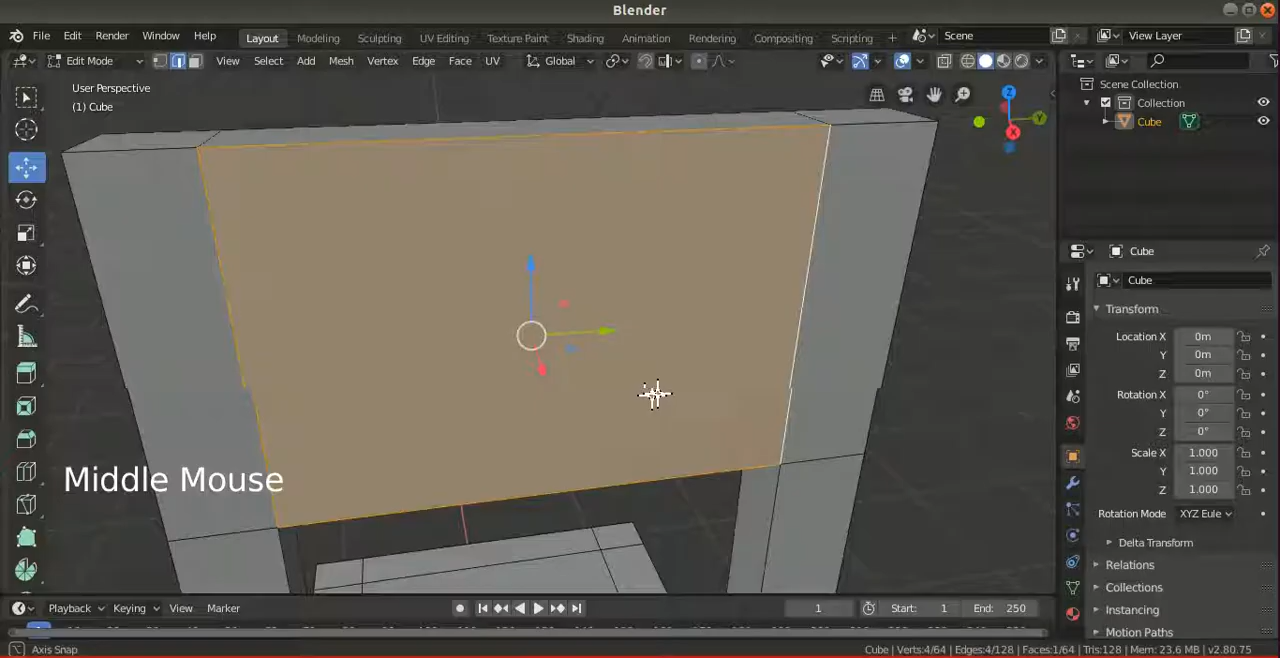 Blender
File Edit Render Window Help Layout Modeling Sculpting UV Editing Texture Paint Shading Animation Rendering Compositing Scripting + Scene View Layer
Edit Mode View Select Add Mesh Vertex Edge Face UV Global
User Perspective
(1) Cube
Z
Y
X
Scene Collection
Collection
Cube
Cube
Cube
Transform
Location X 0m
Y 0m
Z 0m
Rotation X 0°
Y 0°
Z 0°
Scale X 1.000
Y 1.000
Z 1.000
Rotation Mode XYZ Eule
Delta Transform
Relations
Collections
Instancing
Motion Paths
Middle Mouse
Playback Keying View Marker 1 Start: 1 End: 250
Axis Snap Cube | Verts:4/64 | Edges:4/128 | Faces:1/64 | Tris:128 | Mem: 23.6 MB | v2.80.75